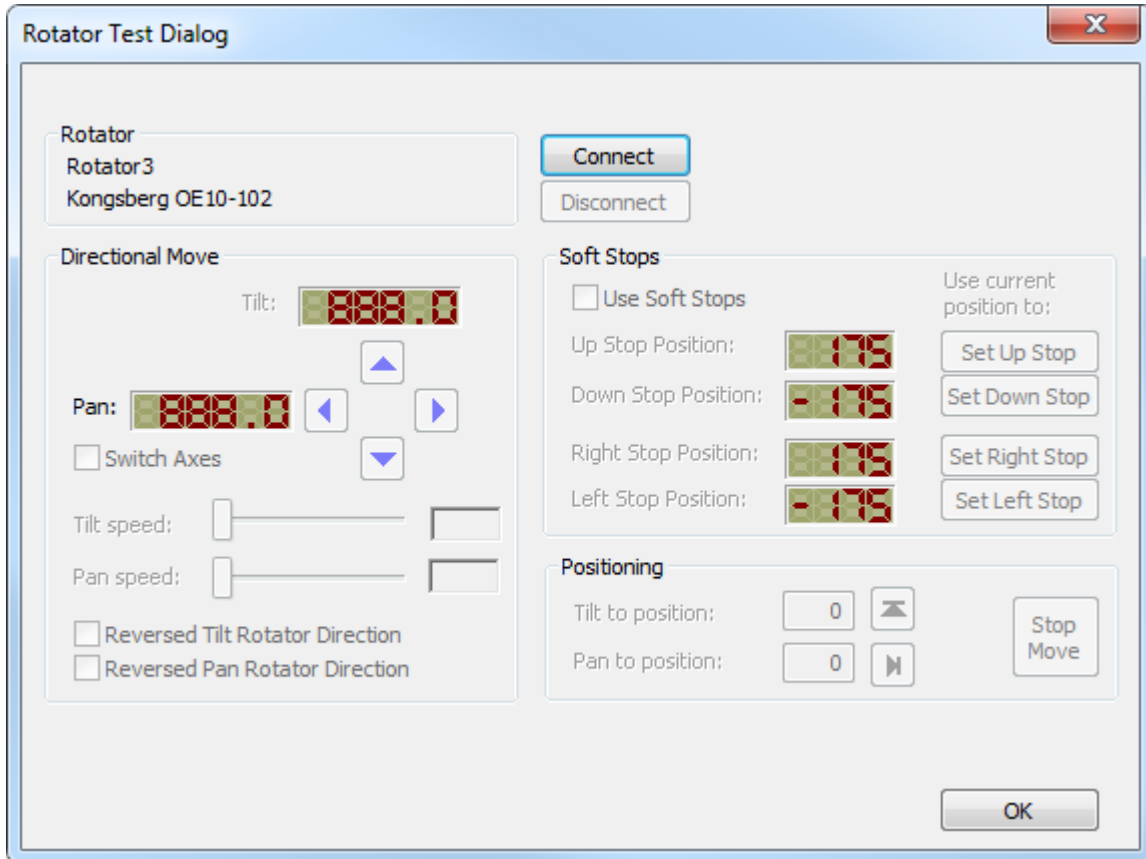 Rotator Test Dialog
Rotator
Rotator3
Kongsberg OE10-102
Connect
Disconnect
Directional Move
Tilt: 888.0
Pan: 888.0
Switch Axes
Tilt speed:
Pan speed:
Reversed Tilt Rotator Direction
Reversed Pan Rotator Direction
Soft Stops
Use Soft Stops
Use current
position to:
Up Stop Position: 175 Set Up Stop
Down Stop Position: -175 Set Down Stop
Right Stop Position: 175 Set Right Stop
Left Stop Position: -175 Set Left Stop
Positioning
Tilt to position: 0
Pan to position: 0
Stop
Move
OK